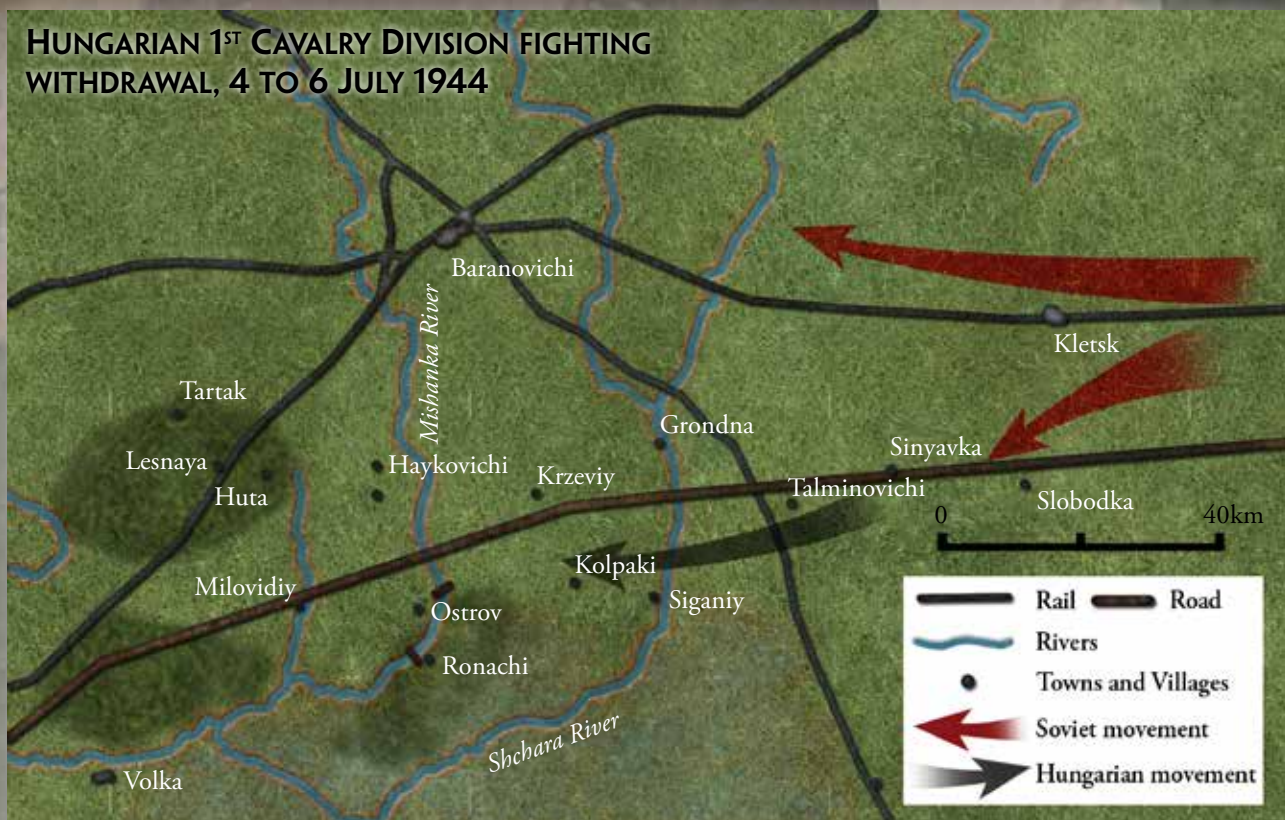 HUNGARIAN 1ST CAVALRY DIVISION FIGHTING
WITHDRAWAL, 4 TO 6 JULY 1944
Baranovichi
Mishanka River
Kletsk
Tartak
Grondna
Sinyavka
Lesnaya
Haykovichi
Krzeviy
Huta
Talminovichi
Slobodka
0 40km
Kolpaki
Milovidiy
Siganiy
Ostrov
Ronachi
Shchara River
Volka
Rail Road
Rivers
Towns and Villages
Soviet movement
Hungarian movement